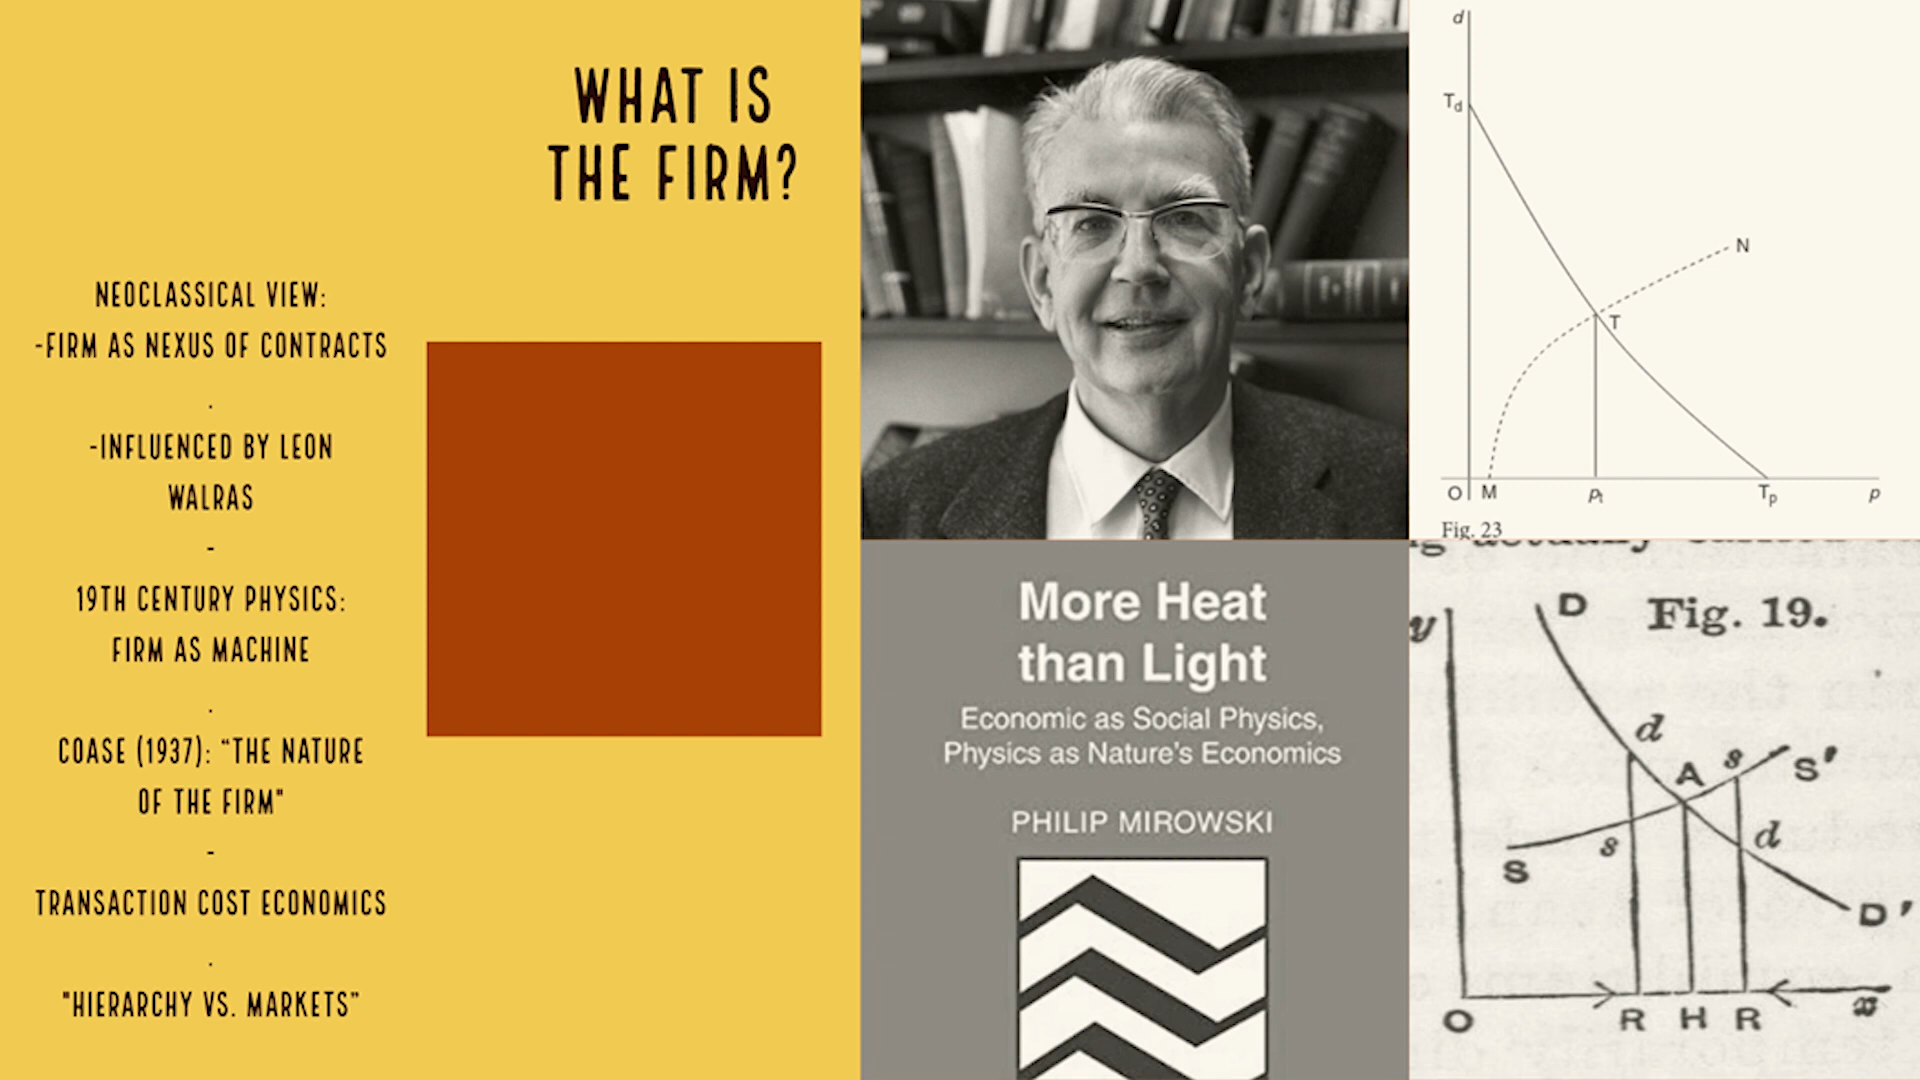 WHAT IS
THE FIRM?
NEOCLASSICAL VIEW:
-FIRM AS NEXUS OF CONTRACTS
.
-INFLUENCED BY LEON
WALRAS
-
19TH CENTURY PHYSICS:
FIRM AS MACHINE
.
COASE (1937): “THE NATURE
OF THE FIRM"
-
TRANSACTION COST ECONOMICS
.
"HIERARCHY VS. MARKETS”
d
Td
N
T
O M pt Tp p
Fig. 23
More Heat
than Light
Economic as Social Physics,
Physics as Nature's Economics
PHILIP MIROWSKI
actually
D Fig. 19.
y
d
A s S'
s d
S
D'
O R H R x